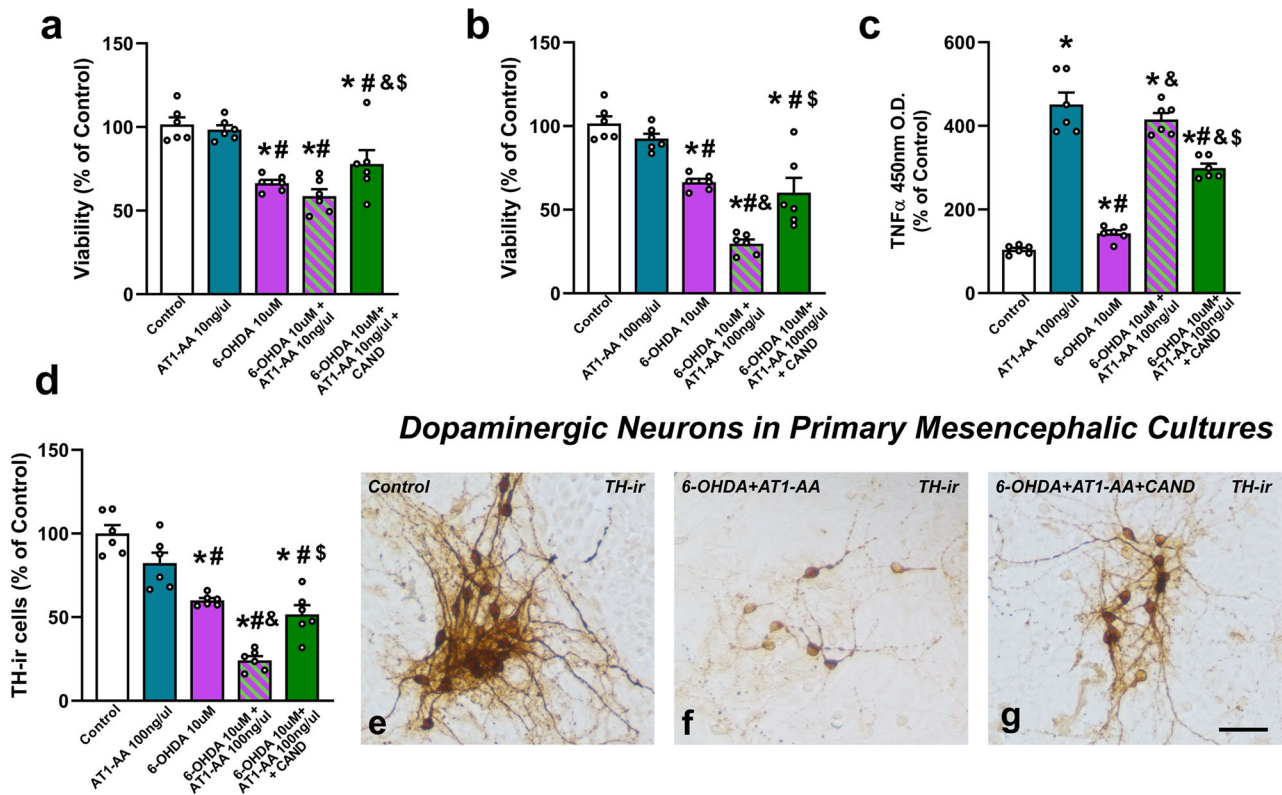 a
Viability (% of Control)
150
100
50
0
*#
*#
* # & $
Control
AT1-AA 10ng/ul
6-OHDA 10uM
6-OHDA 10uM +
AT1-AA 10ng/ul
6-OHDA 10uM+
AT1-AA 10ng/ul +
CAND
b
Viability (% of Control)
150
100
50
0
*#
*#&
* # $
Control
AT1-AA 100ng/ul
6-OHDA 10uM
6-OHDA 10uM +
AT1-AA 100ng/ul
6-OHDA 10uM+
AT1-AA 100ng/ul
+ CAND
c
TNFα 450nm O.D.
(% of Control)
600
400
200
0
*
*#
* &
*# & $
Control
AT1-AA 100ng/ul
6-OHDA 10uM
6-OHDA 10uM +
AT1-AA 100ng/ul
6-OHDA 10uM+
AT1-AA 100ng/ul
+ CAND
d
TH-ir cells (% of Control)
150
100
50
0
* #
*#&
* # $
Control
AT1-AA 100ng/ul
6-OHDA 10uM
6-OHDA 10uM +
AT1-AA 100ng/ul
6-OHDA 10uM+
AT1-AA 100ng/ul
+ CAND
Dopaminergic Neurons in Primary Mesencephalic Cultures
Control TH-ir
e
6-OHDA+AT1-AA TH-ir
f
6-OHDA+AT1-AA+CAND TH-ir
g